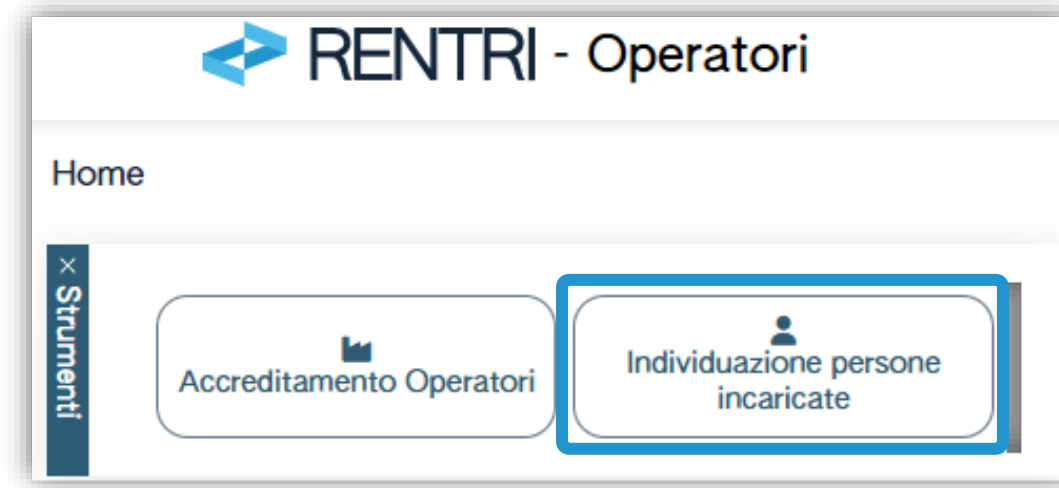 RENTRI - Operatori
Home
× Strumenti
Accreditamento Operatori
Individuazione persone
incaricate